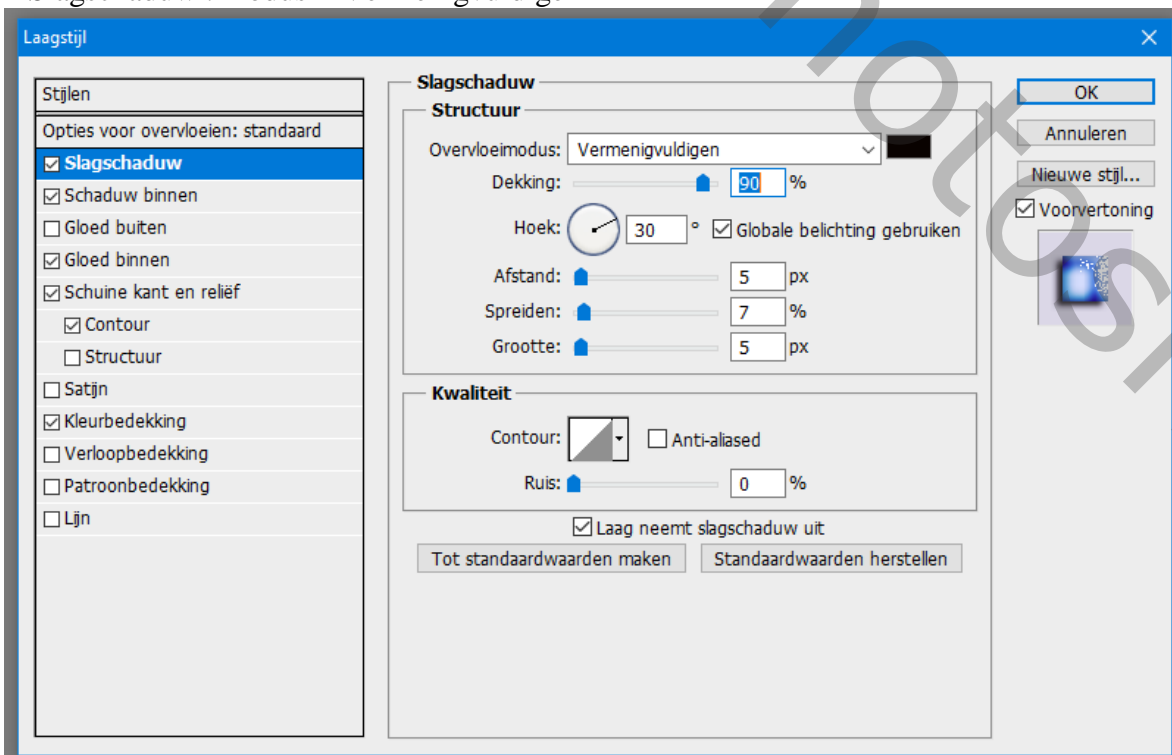 Laagstijl
Stijlen
Opties voor overvloeien: standaard
Slagschaduw
Schaduw binnen
Gloed buiten
Gloed binnen
Schuine kant en reliëf
Contour
Structuur
Satijn
Kleurbedekking
Verloopbedekking
Patroonbedekking
Lijn
Slagschaduw
Structuur
Overvloeimodus: Vermenigvuldigen
Dekking: 90 %
Hoek: 30 ° Globale belichting gebruiken
Afstand: 5 px
Spreiden: 7 %
Grootte: 5 px
Kwaliteit
Contour: Anti-aliased
Ruis: 0 %
Laag neemt slagschaduw uit
Tot standaardwaarden maken Standaardwaarden herstellen
OK
Annuleren
Nieuwe stijl...
Voorvertoning